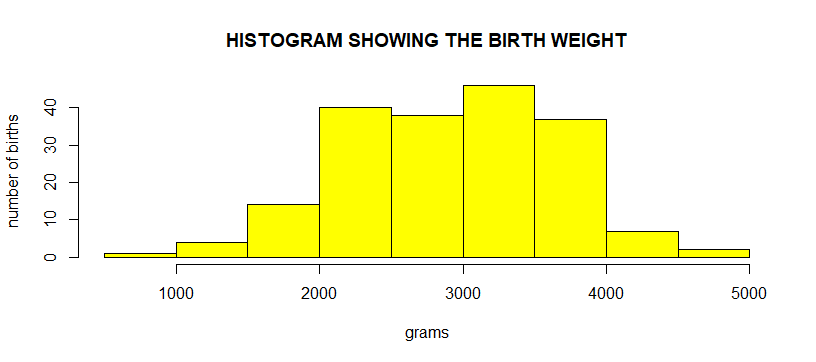 HISTOGRAM SHOWING THE BIRTH WEIGHT
number of births
40
30
20
10
0
1000 2000 3000 4000 5000
grams